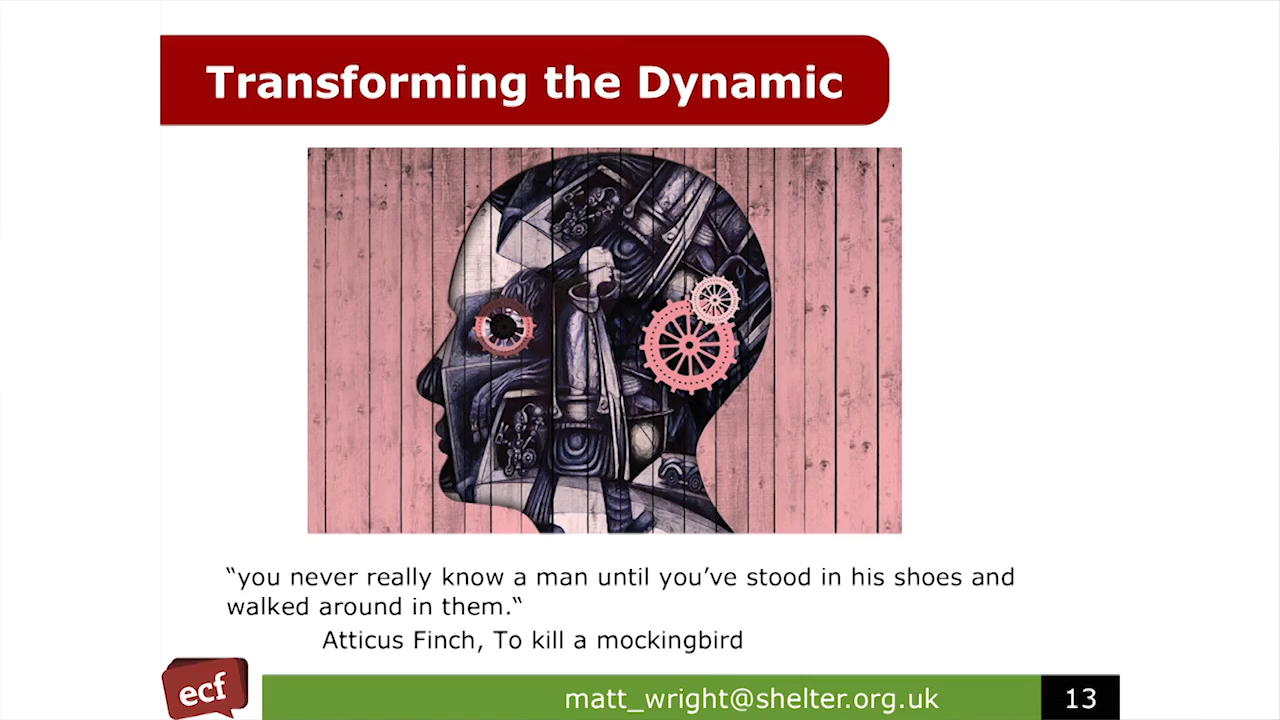 Transforming the Dynamic
“you never really know a man until you’ve stood in his shoes and
walked around in them.“
Atticus Finch, To kill a mockingbird
ecf
matt_wright@shelter.org.uk
13